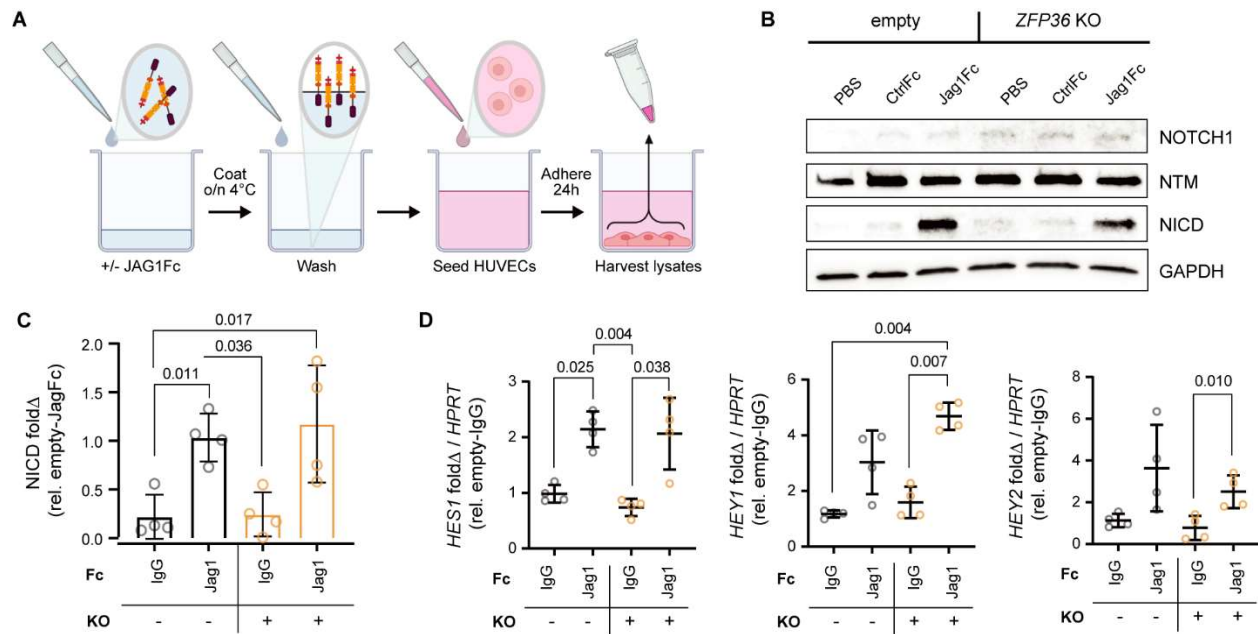 A
Coat
o/n 4°C
Adhere
24h
+/- JAG1Fc
Wash
Seed HUVECs
Harvest lysates
B
empty
ZFP36 KO
PBS
CtrlFc
Jag1Fc
PBS
CtrlFc
Jag1Fc
NOTCH1
NTM
NICD
GAPDH
C
NICD foldΔ
(rel. empty-JagFc)
2.0
1.5
1.0
0.5
0.0
0.017
0.036
0.011
Fc
IgG
Jag1
IgG
Jag1
KO
- - + +
D
HES1 foldΔ / HPRT
(rel. empty-IgG)
3
2
1
0
0.004
0.025
0.038
Fc
IgG
Jag1
IgG
Jag1
KO
- - + +
HEY1 foldΔ / HPRT
(rel. empty-IgG)
6
4
2
0
0.004
0.007
IgG
Jag1
IgG
Jag1
- - + +
HEY2 foldΔ / HPRT
(rel. empty-IgG)
8
6
4
2
0
0.010
IgG
Jag1
IgG
Jag1
- - + +